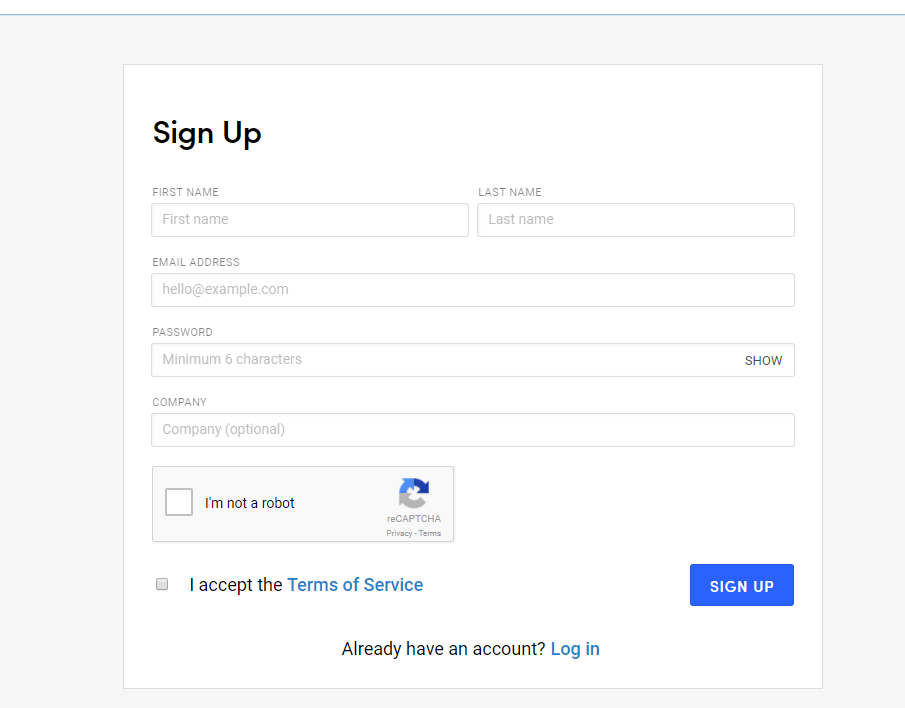 Sign Up
FIRST NAME
LAST NAME
First name
Last name
EMAIL ADDRESS
hello@example.com
PASSWORD
Minimum 6 characters
SHOW
COMPANY
Company (optional)
I'm not a robot
reCAPTCHA
Privacy - Terms
I accept the Terms of Service
SIGN UP
Already have an account? Log in